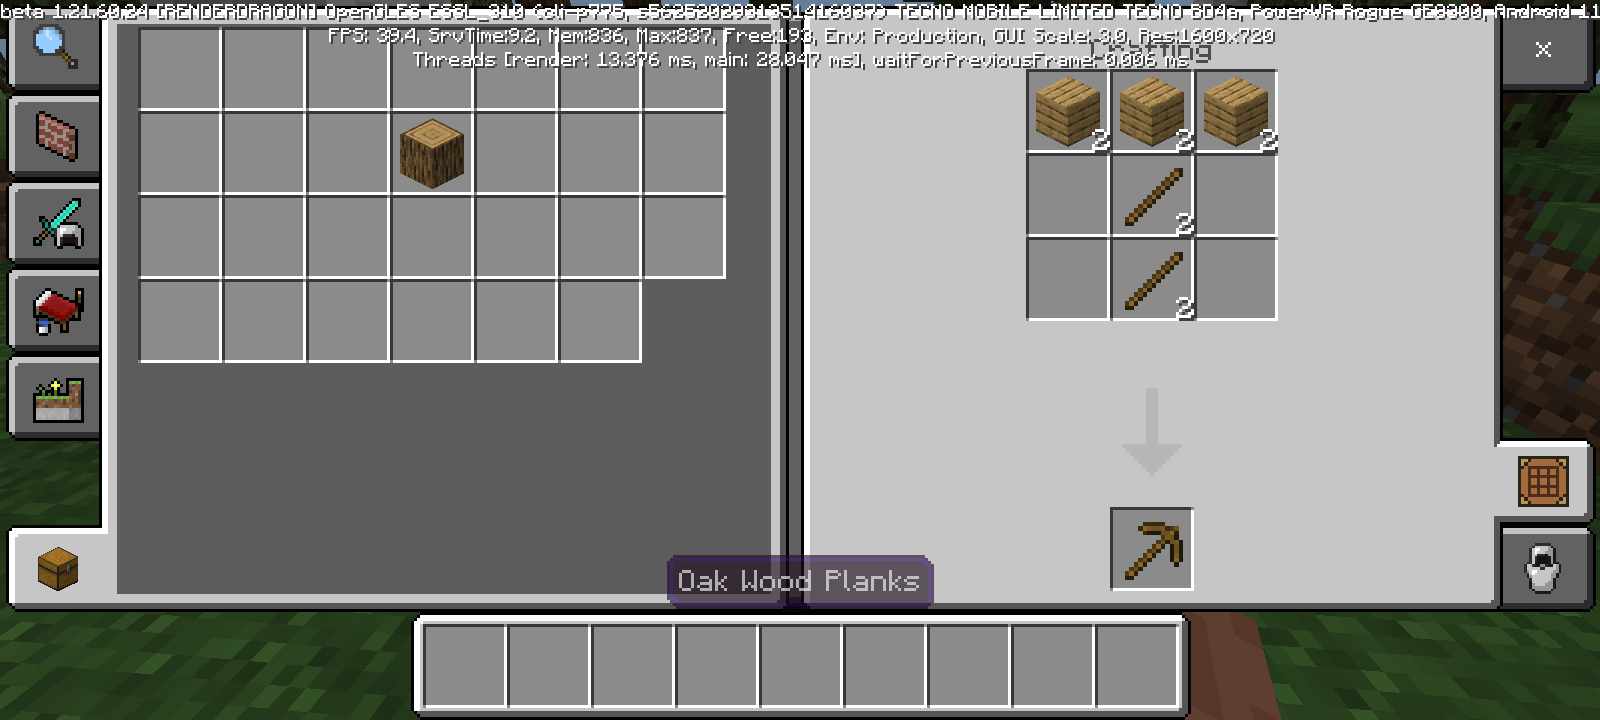 FPS: 39.4, SrvTime:9.2, Mem:836, Max:837, Free:193, Env: Production, GUI Scale: 3.0, Res:1600x720
Crafting
Threads [render: 13.376 ms, main: 28.047 ms], waitForPreviousFrame: 0.006 ms
2 2 2
2
2
Oak Wood Planks